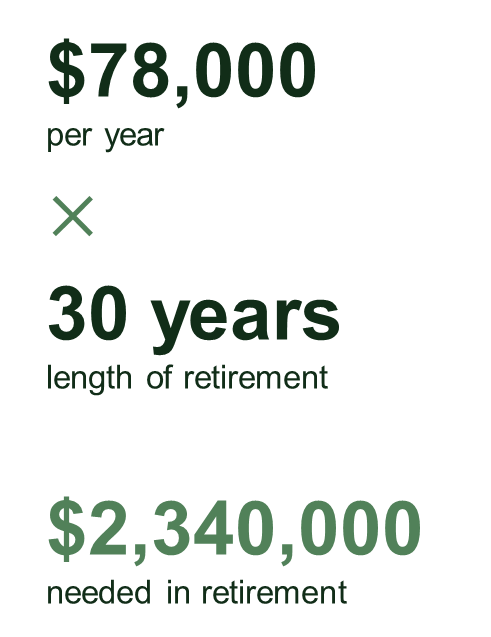 $78,000
per year
×
30 years
length of retirement
$2,340,000
needed in retirement